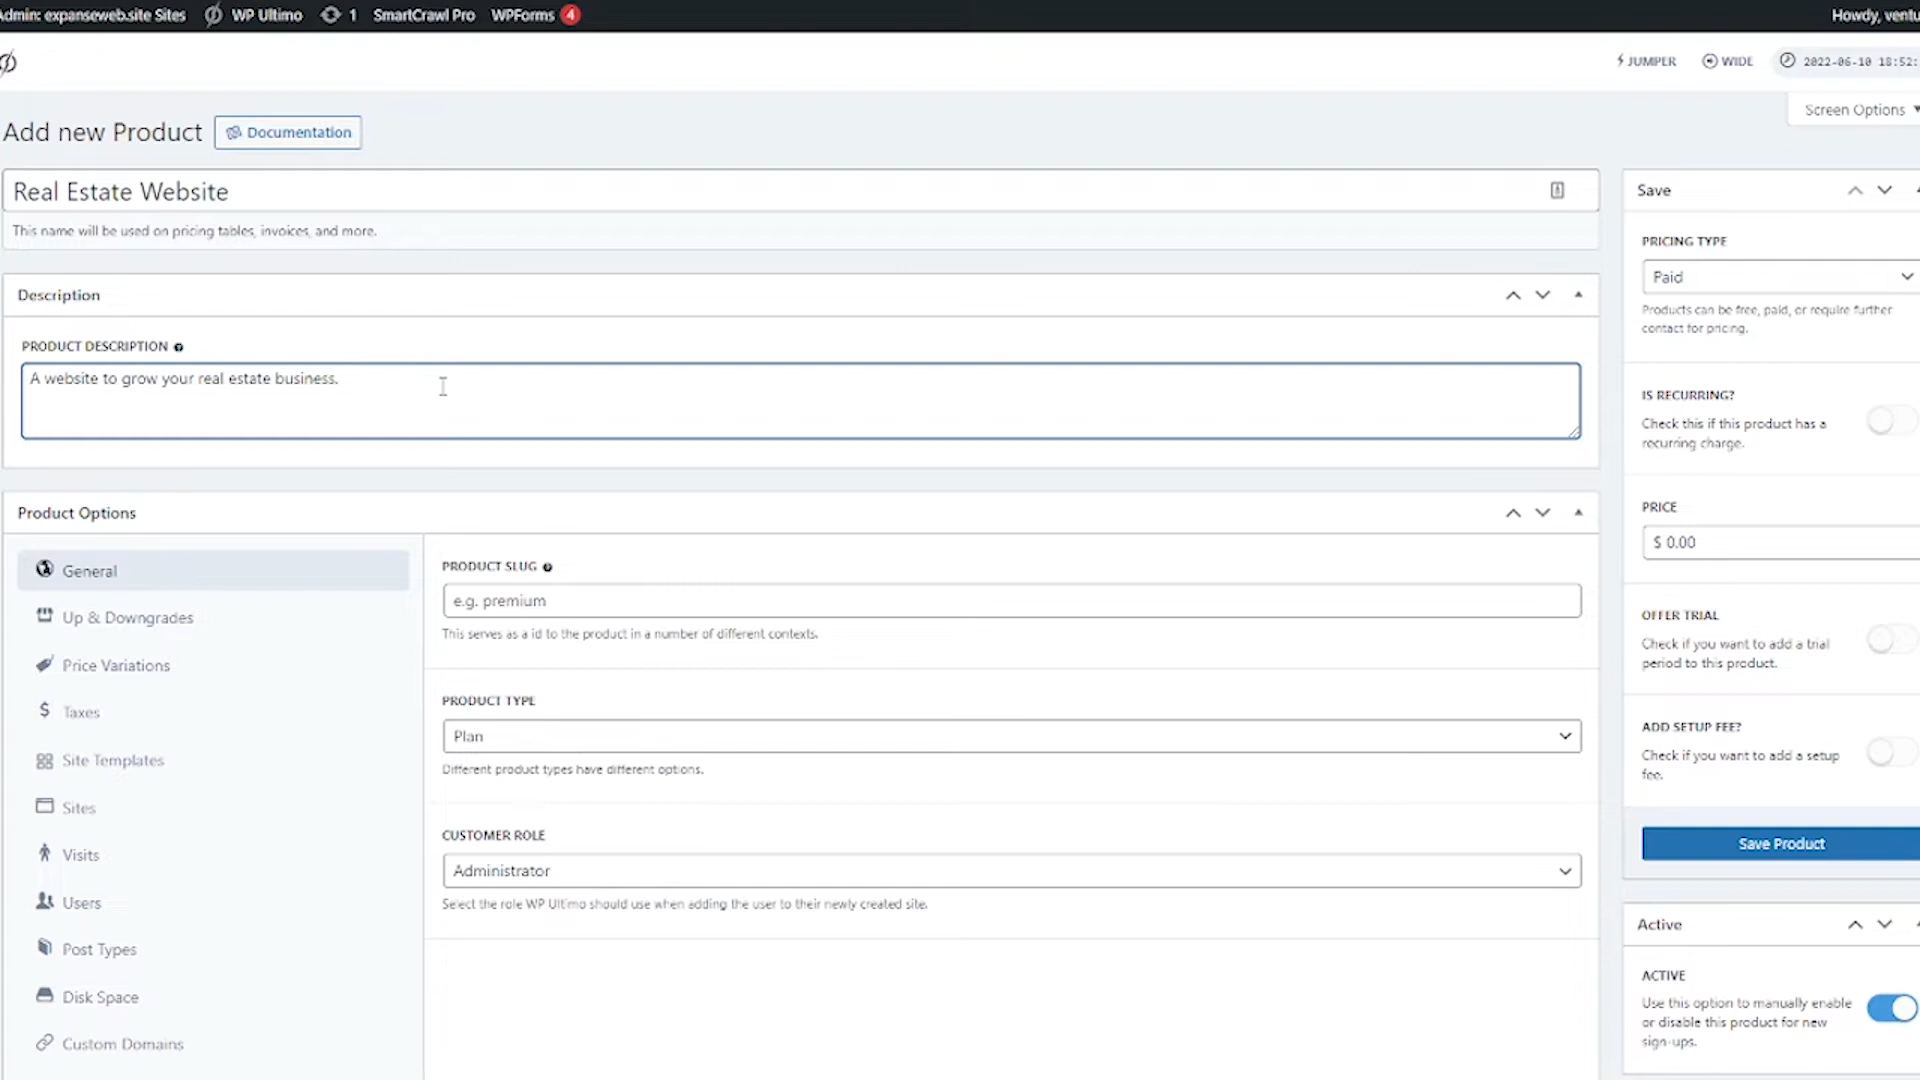 Admin: expanseweb.site Sites WP Ultimo 1 SmartCrawl Pro WPForms 4
Howdy, ventu
JUMPER WIDE 2022-06-10 18:52:
Screen Options
Add new Product Documentation
Real Estate Website
This name will be used on pricing tables, invoices, and more.
Description
PRODUCT DESCRIPTION
A website to grow your real estate business.
Product Options
General
Up & Downgrades
Price Variations
Taxes
Site Templates
Sites
Visits
Users
Post Types
Disk Space
Custom Domains
PRODUCT SLUG
e.g. premium
This serves as a id to the product in a number of different contexts.
PRODUCT TYPE
Plan
Different product types have different options.
CUSTOMER ROLE
Administrator
Select the role WP Ultimo should use when adding the user to their newly created site.
Save
PRICING TYPE
Paid
Products can be free, paid, or require further
contact for pricing.
IS RECURRING?
Check this if this product has a
recurring charge.
PRICE
$ 0.00
OFFER TRIAL
Check if you want to add a trial
period to this product.
ADD SETUP FEE?
Check if you want to add a setup
fee.
Save Product
Active
ACTIVE
Use this option to manually enable
or disable this product for new
sign-ups.